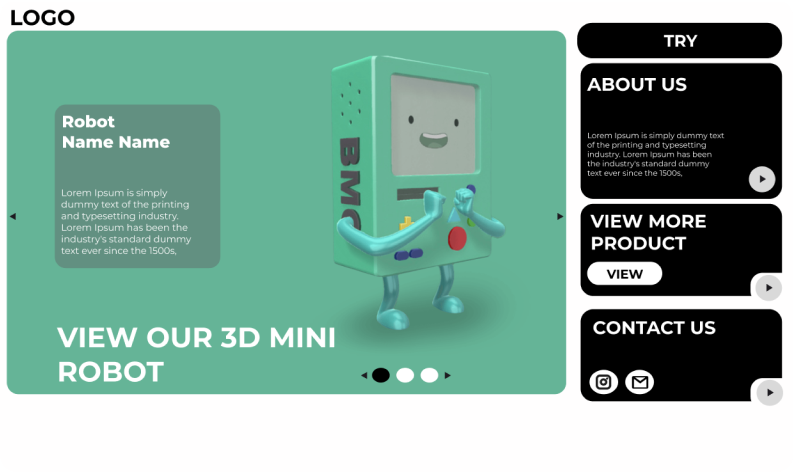 LOGO
Robot
Name Name
Lorem Ipsum is simply
dummy text of the printing
and typesetting industry.
Lorem Ipsum has been the
industry's standard dummy
text ever since the 1500s,
BMO
VIEW OUR 3D MINI
ROBOT
TRY
ABOUT US
Lorem Ipsum is simply dummy text
of the printing and typesetting
industry. Lorem Ipsum has been
the industry's standard dummy
text ever since the 1500s,
VIEW MORE
PRODUCT
VIEW
CONTACT US